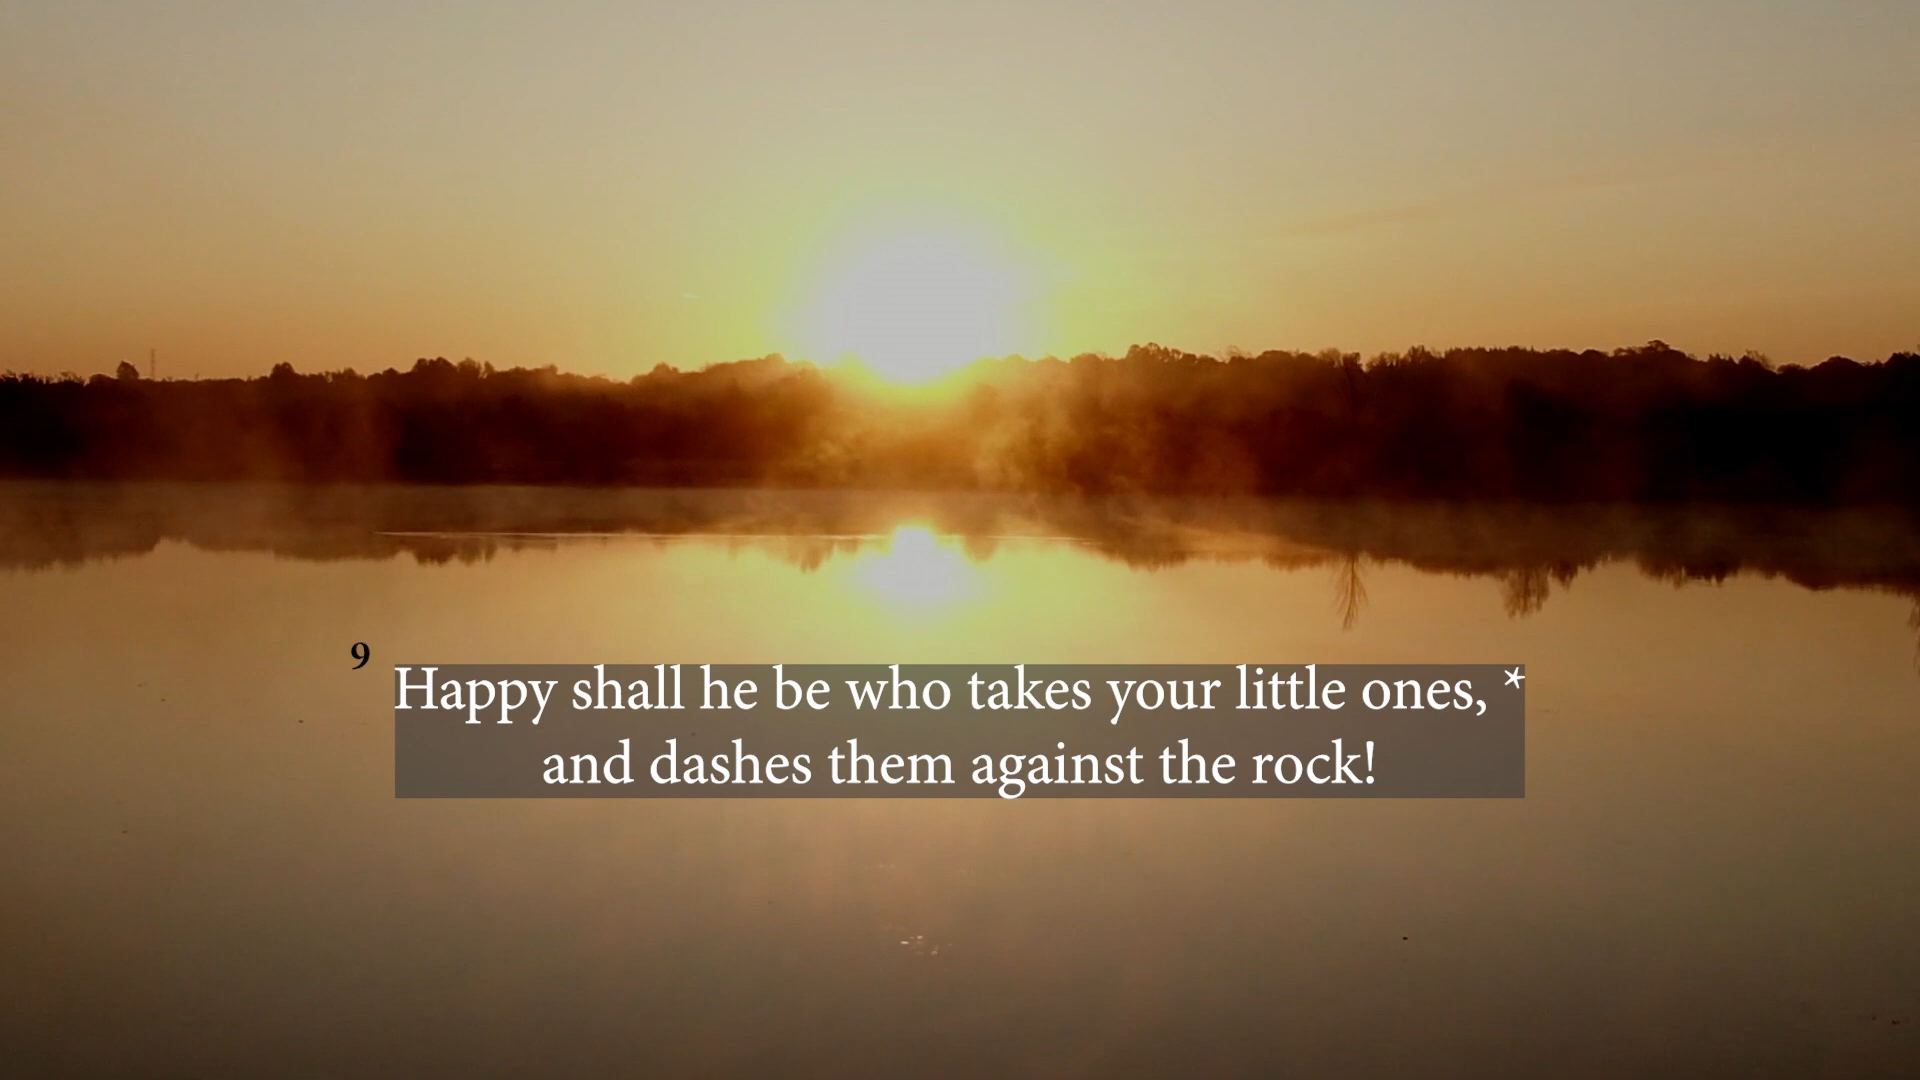 9
Happy shall he be who takes your little ones, *
and dashes them against the rock!